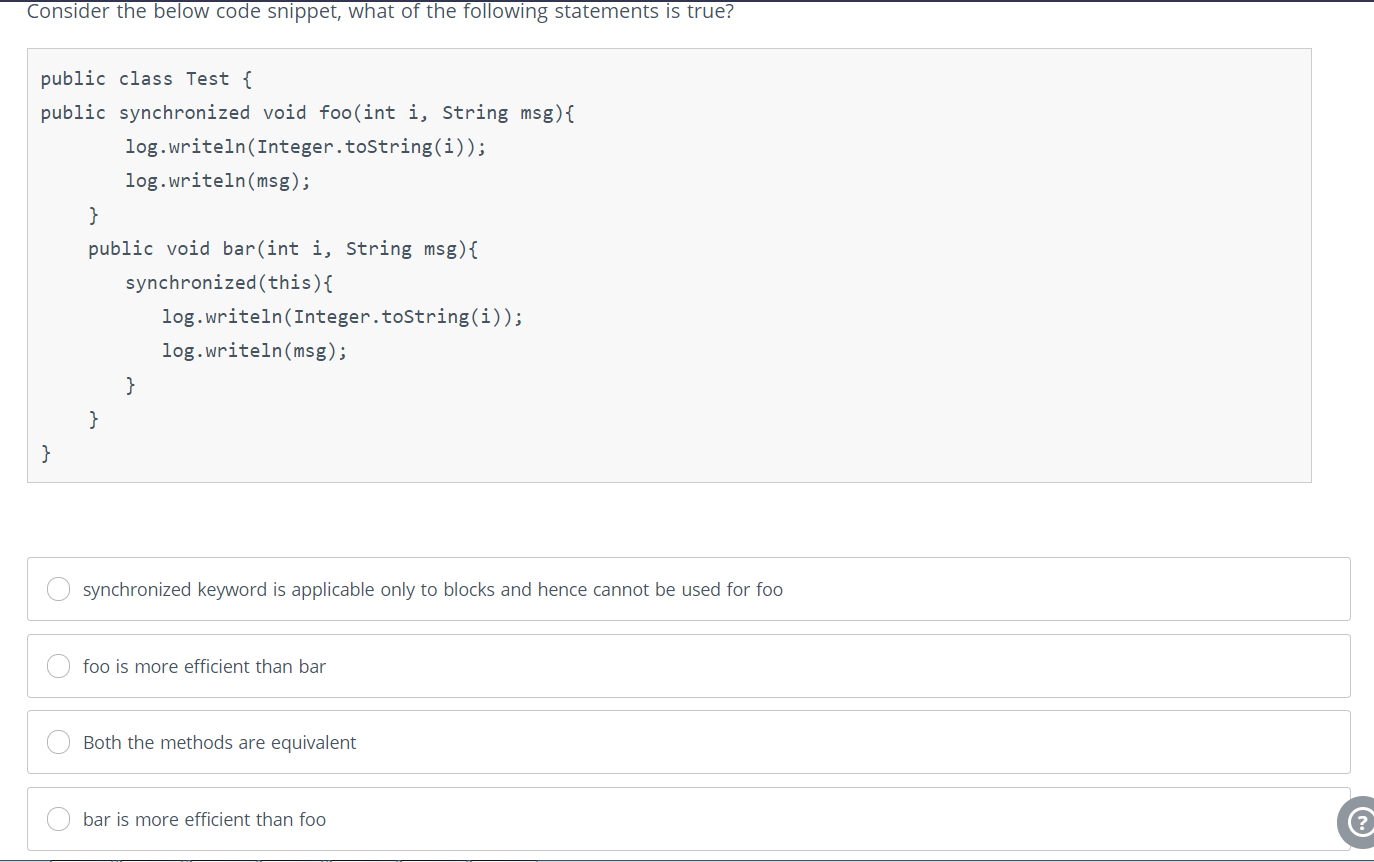 Consider the below code snippet, what of the following statements is true?
public class Test {
public synchronized void foo(int i, String msg){
log.writeln(Integer.toString(i));
log.writeln(msg);
}
public void bar(int i, String msg){
synchronized(this){
log.writeln(Integer.toString(i));
log.writeln(msg);
}
}
}
synchronized keyword is applicable only to blocks and hence cannot be used for foo
foo is more efficient than bar
Both the methods are equivalent
bar is more efficient than foo
?